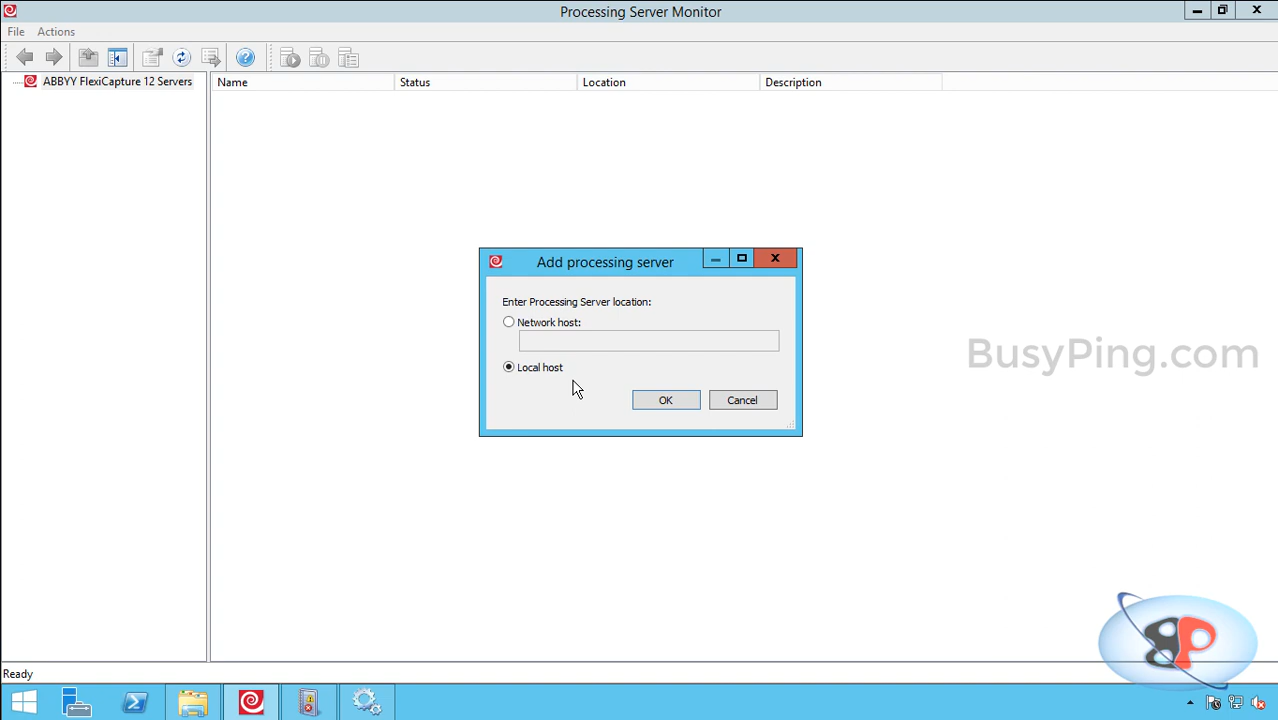 Processing Server Monitor
File Actions
ABBYY FlexiCapture 12 Servers
Name Status Location Description
Add processing server
Enter Processing Server location:
Network host:
Local host
OK Cancel
BusyPing.com
BP
Ready